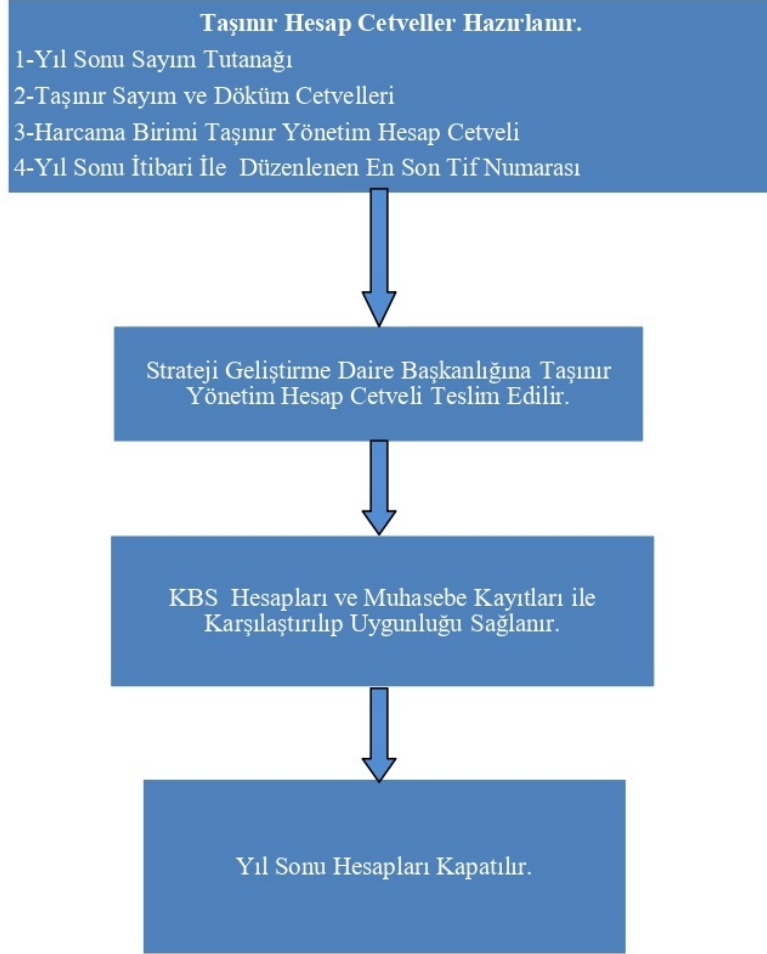 Taşınır Hesap Cetveller Hazırlanır.
1-Yıl Sonu Sayım Tutanağı
2-Taşınır Sayım ve Döküm Cetvelleri
3-Harcama Birimi Taşınır Yönetim Hesap Cetveli
4-Yıl Sonu İtibari İle Düzenlenen En Son Tif Numarası
Strateji Geliştirme Daire Başkanlığına Taşınır
Yönetim Hesap Cetveli Teslim Edilir.
KBS Hesapları ve Muhasebe Kayıtları ile
Karşılaştırılıp Uygunluğu Sağlanır.
Yıl Sonu Hesapları Kapatılır.